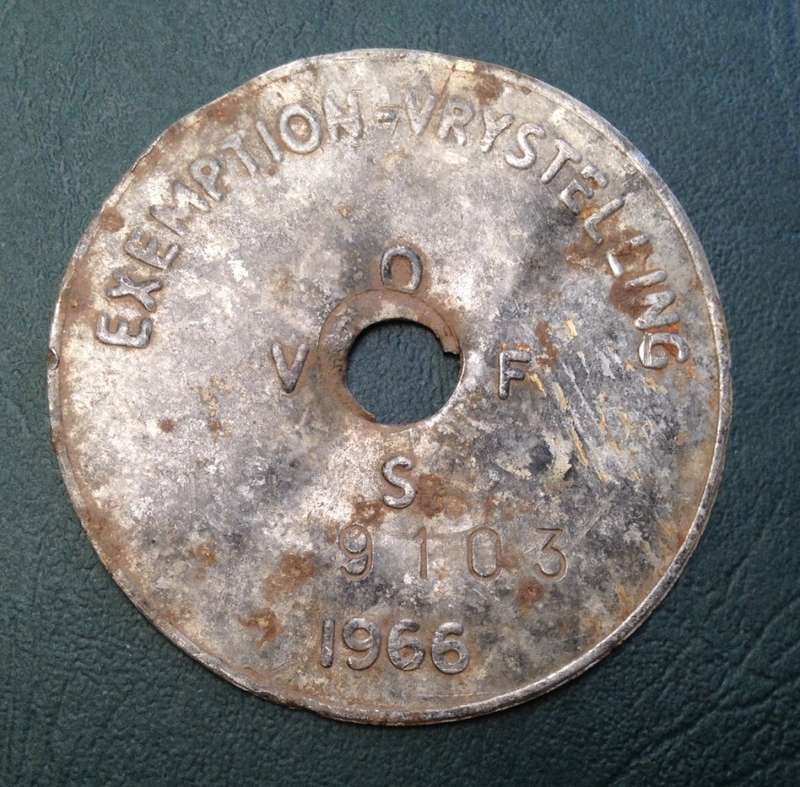 EXEMPTION-VRYSTELLING
O
V F
S
9103
1966